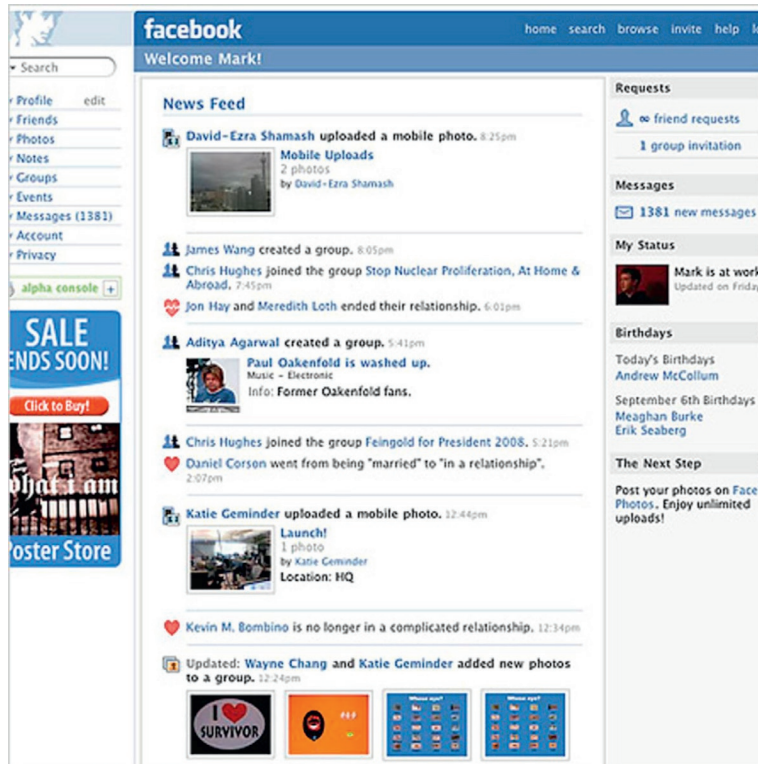 facebook
home search browse invite help
Welcome Mark!
Search
Profile edit
Friends
Photos
Notes
Groups
Events
Messages (1381)
Account
Privacy
alpha console +
SALE
ENDS SOON!
Click to Buy!
what i am
Poster Store
News Feed
David-Ezra Shamash uploaded a mobile photo. 8:25pm
Mobile Uploads
2 photos
by David-Ezra Shamash
James Wang created a group. 8:05pm
Chris Hughes joined the group Stop Nuclear Proliferation, At Home &
Abroad. 7:45pm
Jon Hay and Meredith Loth ended their relationship. 6:01pm
Aditya Agarwal created a group. 5:41pm
Paul Oakenfold is washed up.
Music - Electronic
Info: Former Oakenfold fans.
Chris Hughes joined the group Feingold for President 2008. 5:21pm
Daniel Corson went from being "married" to "in a relationship".
2:07pm
Katie Geminder uploaded a mobile photo. 12:44pm
Launch!
1 photo
by Katie Geminder
Location: HQ
Kevin M. Bombino is no longer in a complicated relationship. 12:34pm
Updated: Wayne Chang and Katie Geminder added new photos
to a group. 12:24pm
I
SURVIVOR
Whose eye?
Whose eye?
Requests
∞ friend requests
1 group invitation
Messages
1381 new messages
My Status
Mark is at work
Updated on Friday
Birthdays
Today's Birthdays
Andrew McCollum
September 6th Birthdays
Meaghan Burke
Erik Seaberg
The Next Step
Post your photos on Face
Photos. Enjoy unlimited
uploads!